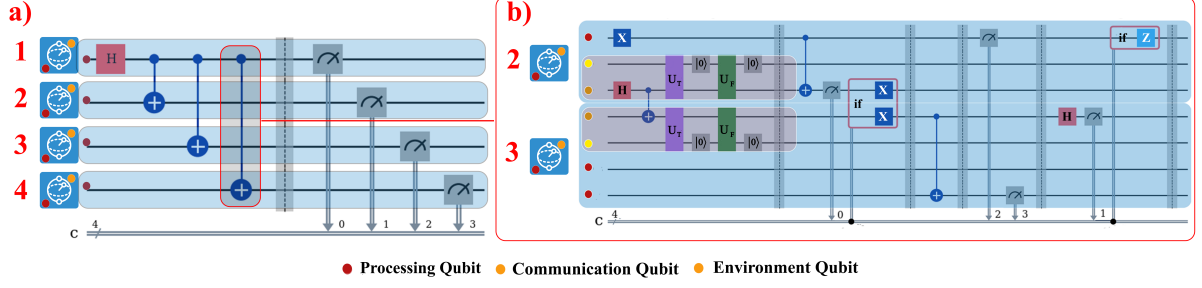 a)
1
H
2
3
4
C
4
0
1
2
3
b)
2
X
if
Z
U_T
|0⟩
U_F
|0⟩
H
if
X
X
3
U_T
|0⟩
U_F
|0⟩
H
C
4
0
2
3
1
Processing Qubit
Communication Qubit
Environment Qubit